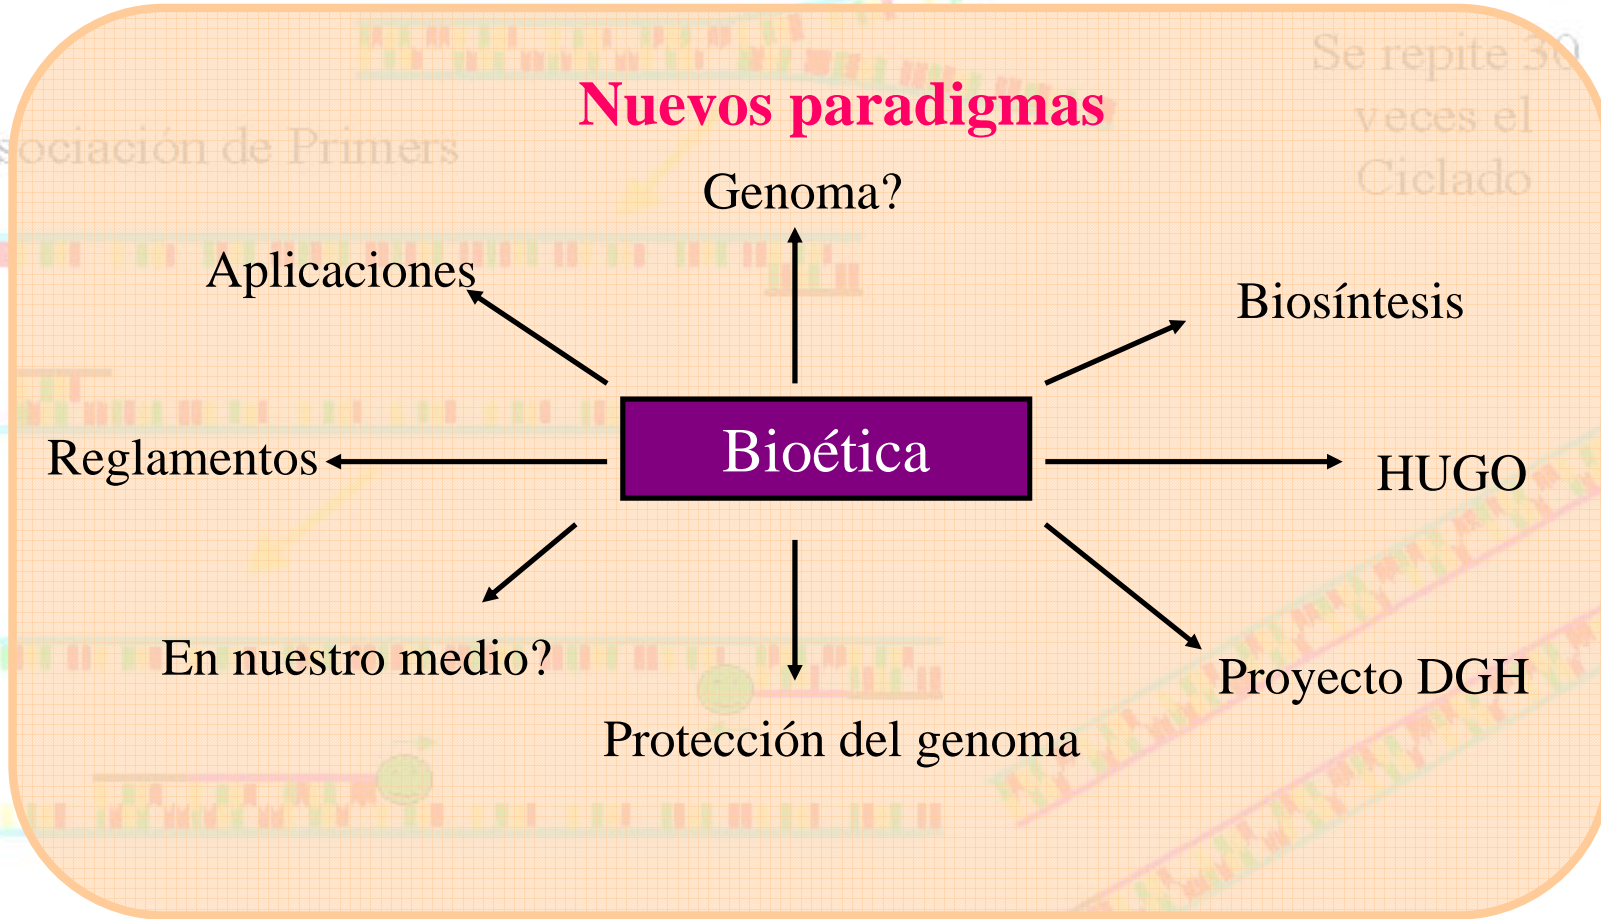 Se repite 30
Nuevos paradigmas
veces el
sociación de Primers
Ciclado
Genoma?
Aplicaciones
Biosíntesis
Reglamentos
Bioética
HUGO
En nuestro medio?
Proyecto DGH
Protección del genoma